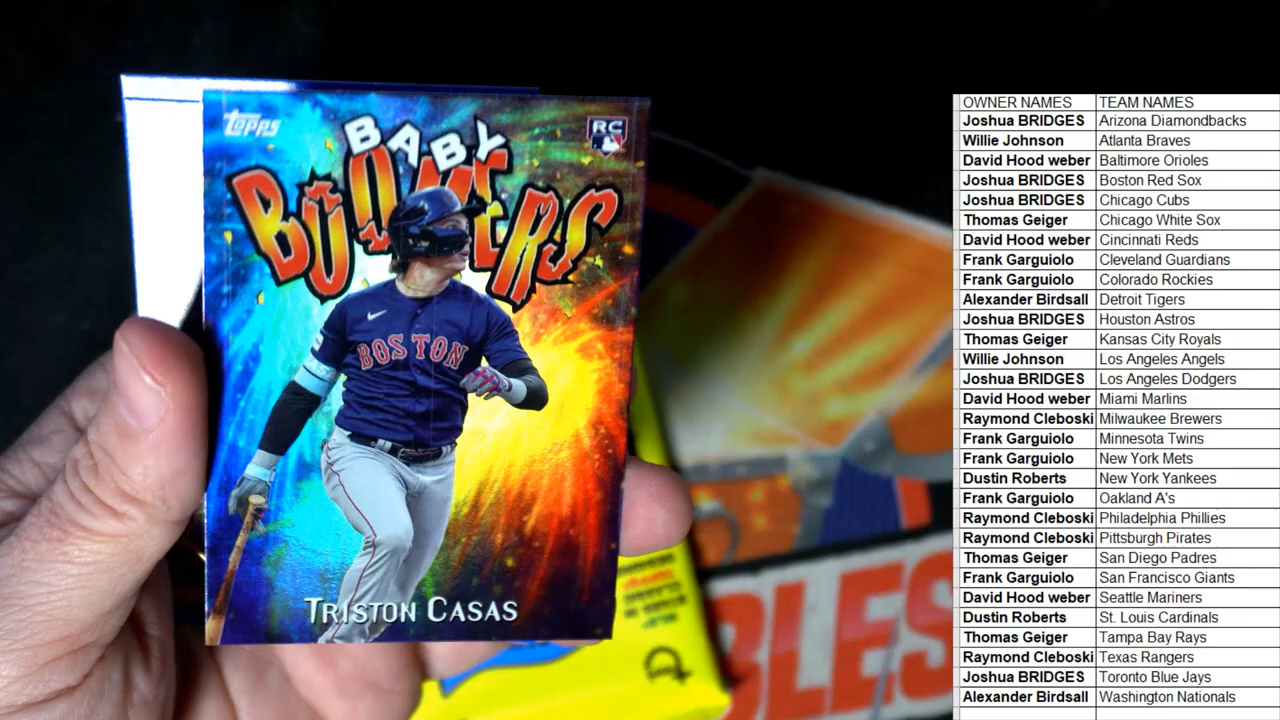 Topps
RC
BABY
BOOMERS
BOSTON
TRISTON CASAS
BLES
OWNER NAMES TEAM NAMES
Joshua BRIDGES Arizona Diamondbacks
Willie Johnson Atlanta Braves
David Hood weber Baltimore Orioles
Joshua BRIDGES Boston Red Sox
Joshua BRIDGES Chicago Cubs
Thomas Geiger Chicago White Sox
David Hood weber Cincinnati Reds
Frank Garguiolo Cleveland Guardians
Frank Garguiolo Colorado Rockies
Alexander Birdsall Detroit Tigers
Joshua BRIDGES Houston Astros
Thomas Geiger Kansas City Royals
Willie Johnson Los Angeles Angels
Joshua BRIDGES Los Angeles Dodgers
David Hood weber Miami Marlins
Raymond Cleboski Milwaukee Brewers
Frank Garguiolo Minnesota Twins
Frank Garguiolo New York Mets
Dustin Roberts New York Yankees
Frank Garguiolo Oakland A's
Raymond Cleboski Philadelphia Phillies
Raymond Cleboski Pittsburgh Pirates
Thomas Geiger San Diego Padres
Frank Garguiolo San Francisco Giants
David Hood weber Seattle Mariners
Dustin Roberts St. Louis Cardinals
Thomas Geiger Tampa Bay Rays
Raymond Cleboski Texas Rangers
Joshua BRIDGES Toronto Blue Jays
Alexander Birdsall Washington Nationals